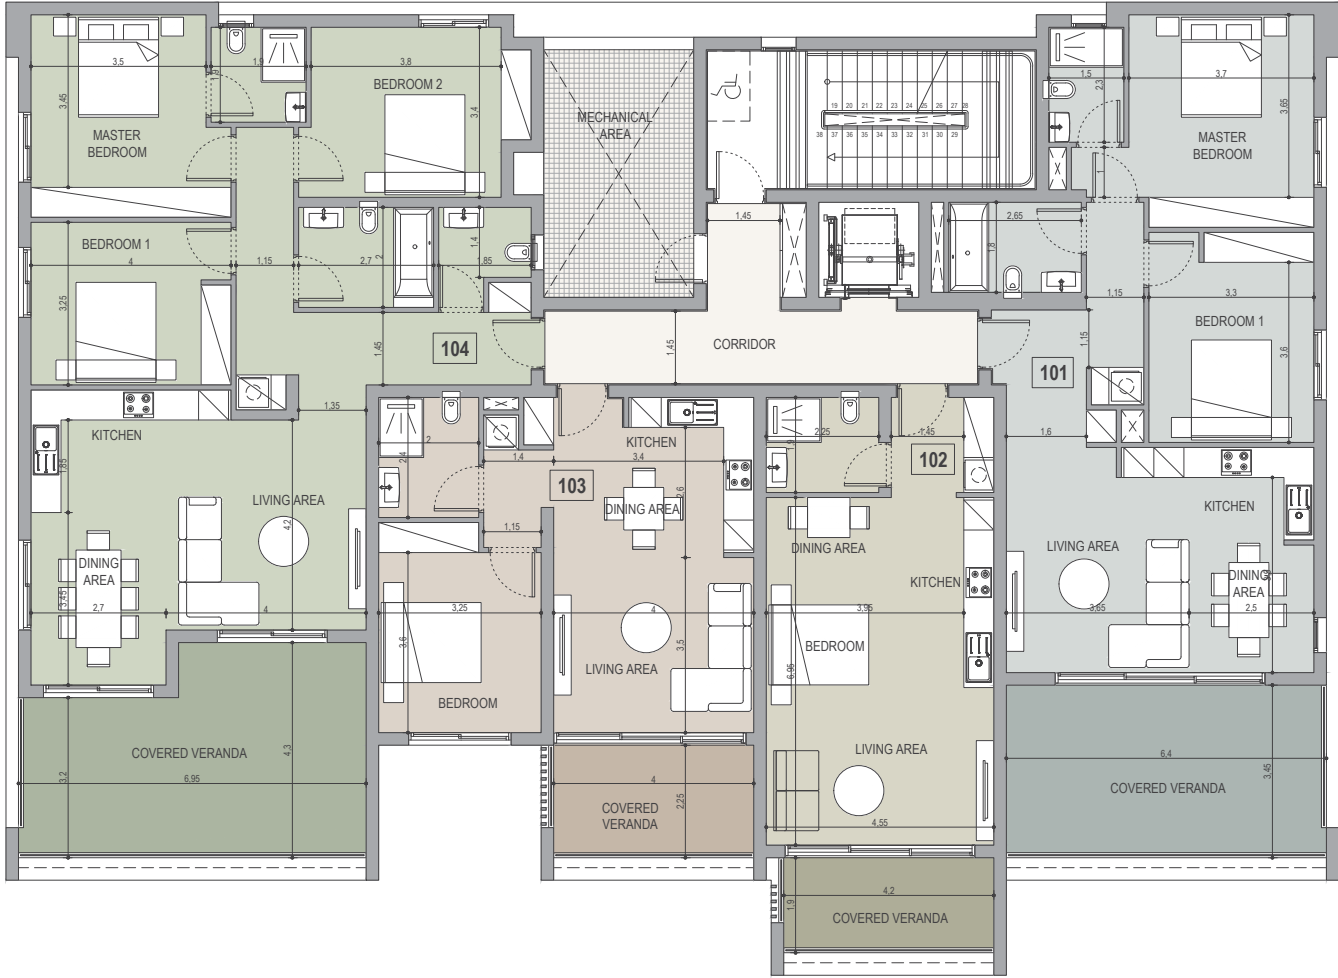 3,5
1,9
1,9
3,8
BEDROOM 2
3,45
3,4
MASTER
BEDROOM
MECHANICAL
AREA
19 20 21 22 23 24 25 26 27 28
38 37 36 35 34 33 32 31 30 29
1,5
2,3
3,7
3,65
MASTER
BEDROOM
1
1,45
BEDROOM 1
4
1,15
2,7
2
1,4
1,85
2,65
1,8
1,15
3,3
3,25
BEDROOM 1
3,6
1,45
104
1,45
CORRIDOR
101
1,15
1,35
KITCHEN
1,85
2
2,4
1,4
KITCHEN
3,4
2,25
1,9
1,45
102
1,6
103
2,6
LIVING AREA
4,2
DINING AREA
1,15
DINING AREA
KITCHEN
LIVING AREA
DINING
AREA
3,45
2,7
4
KITCHEN
DINING
AREA
3,25
3,6
4
3,5
3,95
3,65
2,5
BEDROOM
6,95
LIVING AREA
BEDROOM
COVERED VERANDA
4,3
3,2
6,95
LIVING AREA
6,4
3,45
COVERED VERANDA
4
2,25
COVERED
VERANDA
4,55
4,2
1,9
COVERED VERANDA